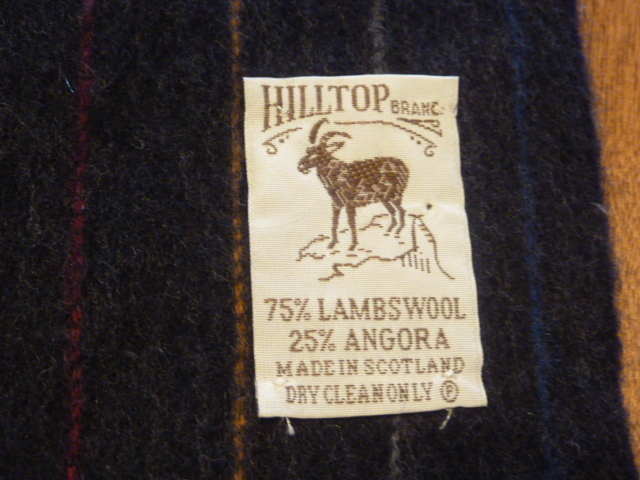 HILLTOP BRAND
75% LAMBSWOOL
25% ANGORA
MADE IN SCOTLAND
DRY CLEAN ONLY Ⓟ